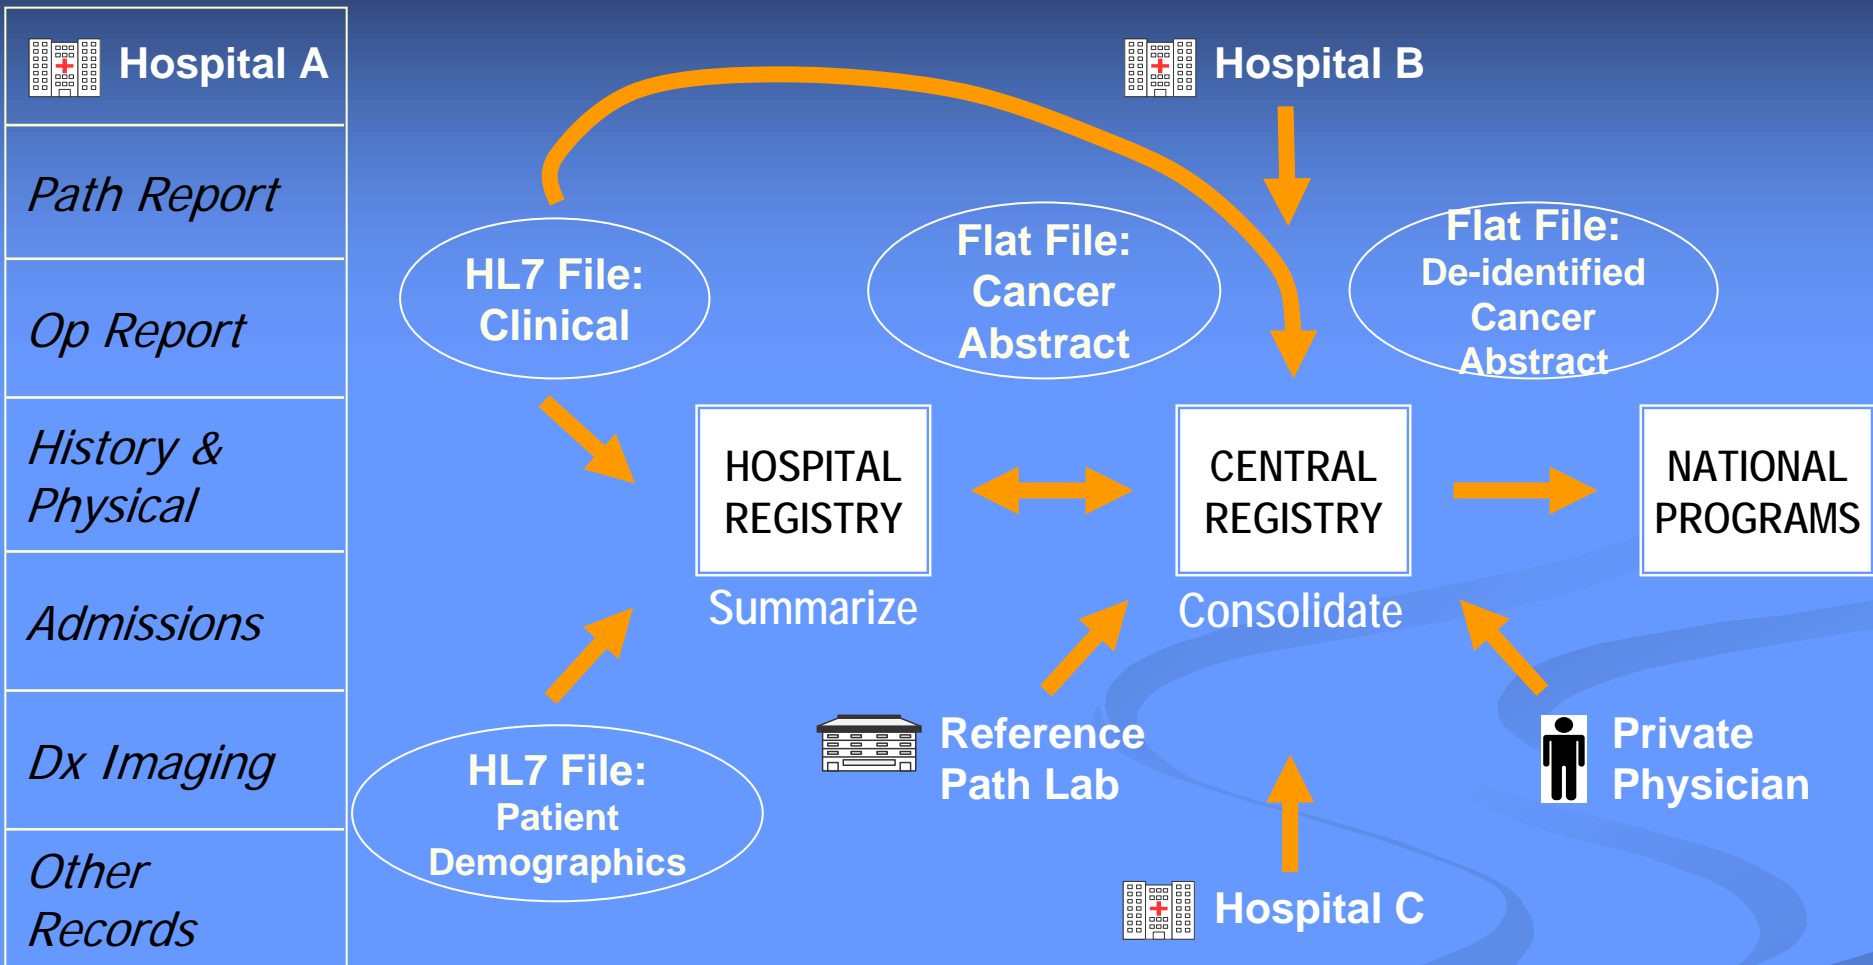 Hospital A
Path Report
Op Report
History &
Physical
Admissions
Dx Imaging
Other
Records
Hospital B
HL7 File:
Clinical
Flat File:
Cancer
Abstract
Flat File:
De-identified
Cancer
Abstract
HOSPITAL
REGISTRY
Summarize
CENTRAL
REGISTRY
Consolidate
NATIONAL
PROGRAMS
HL7 File:
Patient
Demographics
Reference
Path Lab
Private
Physician
Hospital C